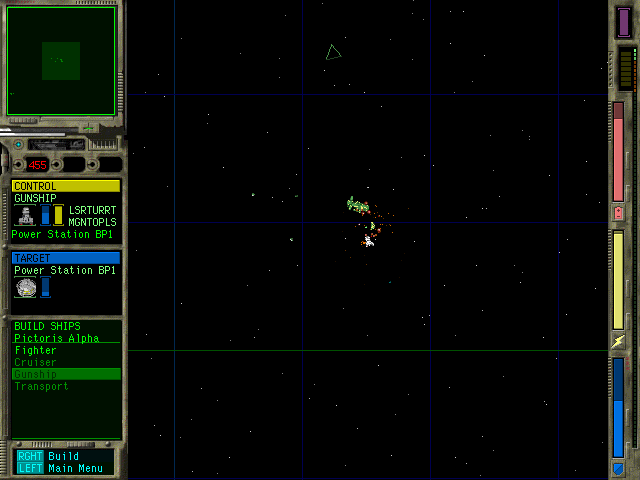 455
CONTROL
GUNSHIP
LSRTURRT
MGNTOPLS
Power Station BP1
TARGET
Power Station BP1
BUILD SHIPS
Pictoris Alpha
Fighter
Cruiser
Gunship
Transport
RGHT Build
LEFT Main Menu